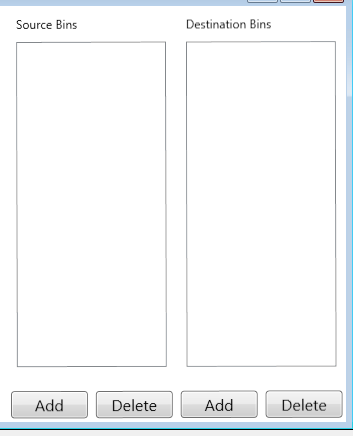 Source Bins
Destination Bins
Add
Delete
Add
Delete